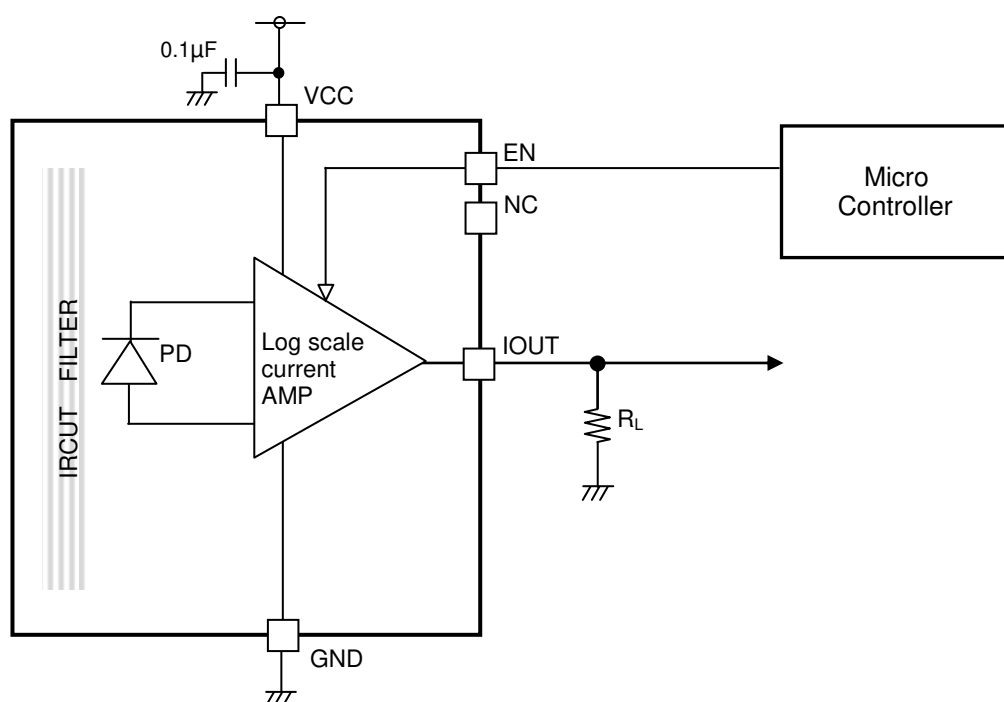 0.1µF
VCC
EN
Micro
Controller
NC
IRCUT FILTER
PD
Log scale
current
AMP
IOUT
RL
GND